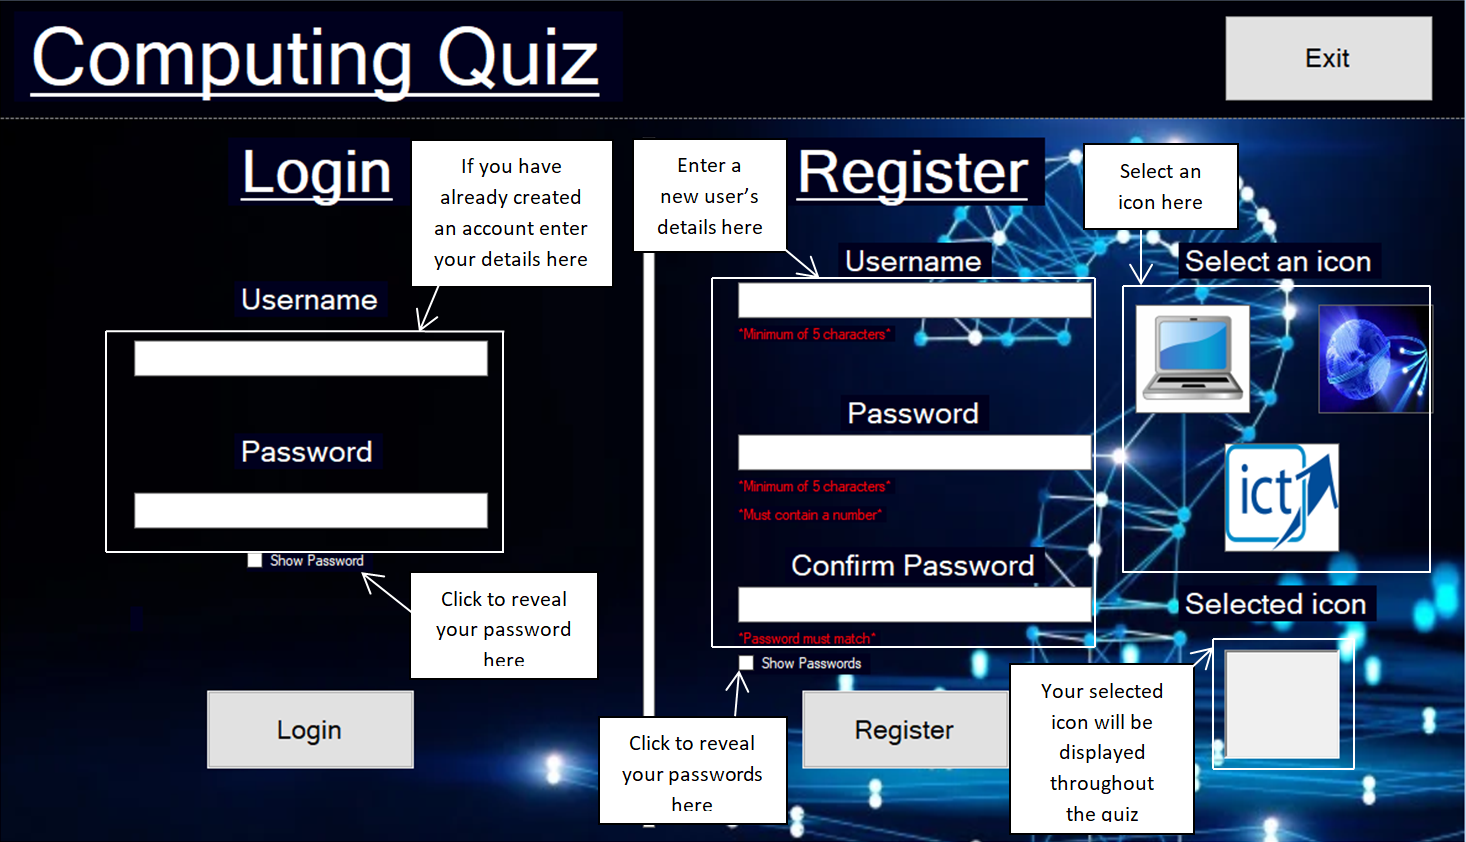 Computing Quiz
Exit
Login
If you have
already created
an account enter
your details here
Username
Password
Show Password
Click to reveal
your password
here
Login
Register
Enter a
new user's
details here
Username
*Minimum of 5 characters*
Password
*Minimum of 5 characters*
*Must contain a number*
Confirm Password
*Password must match*
Show Passwords
Click to reveal
your passwords
here
Register
Select an
icon here
Select an icon
ict
Selected icon
Your selected
icon will be
displayed
throughout
the quiz